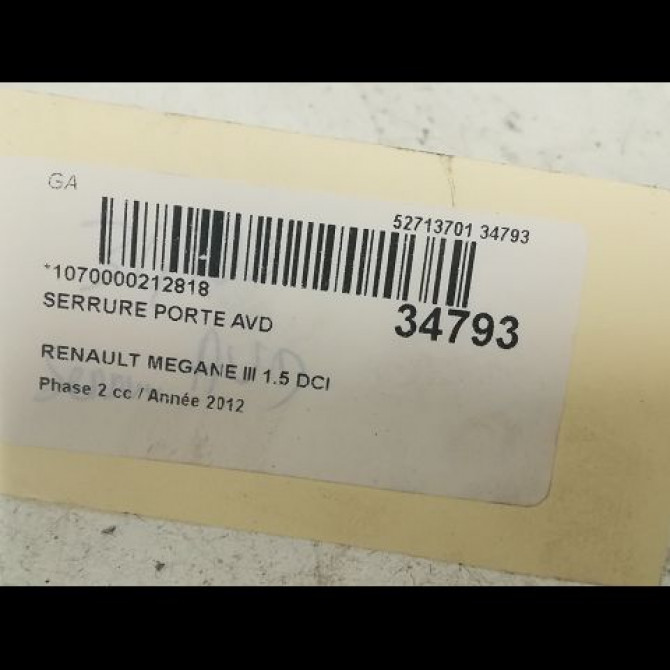 GA
52713701 34793
*1070000212818
SERRURE PORTE AVD
34793
RENAULT MEGANE III 1.5 DCI
Phase 2 cc / Année 2012